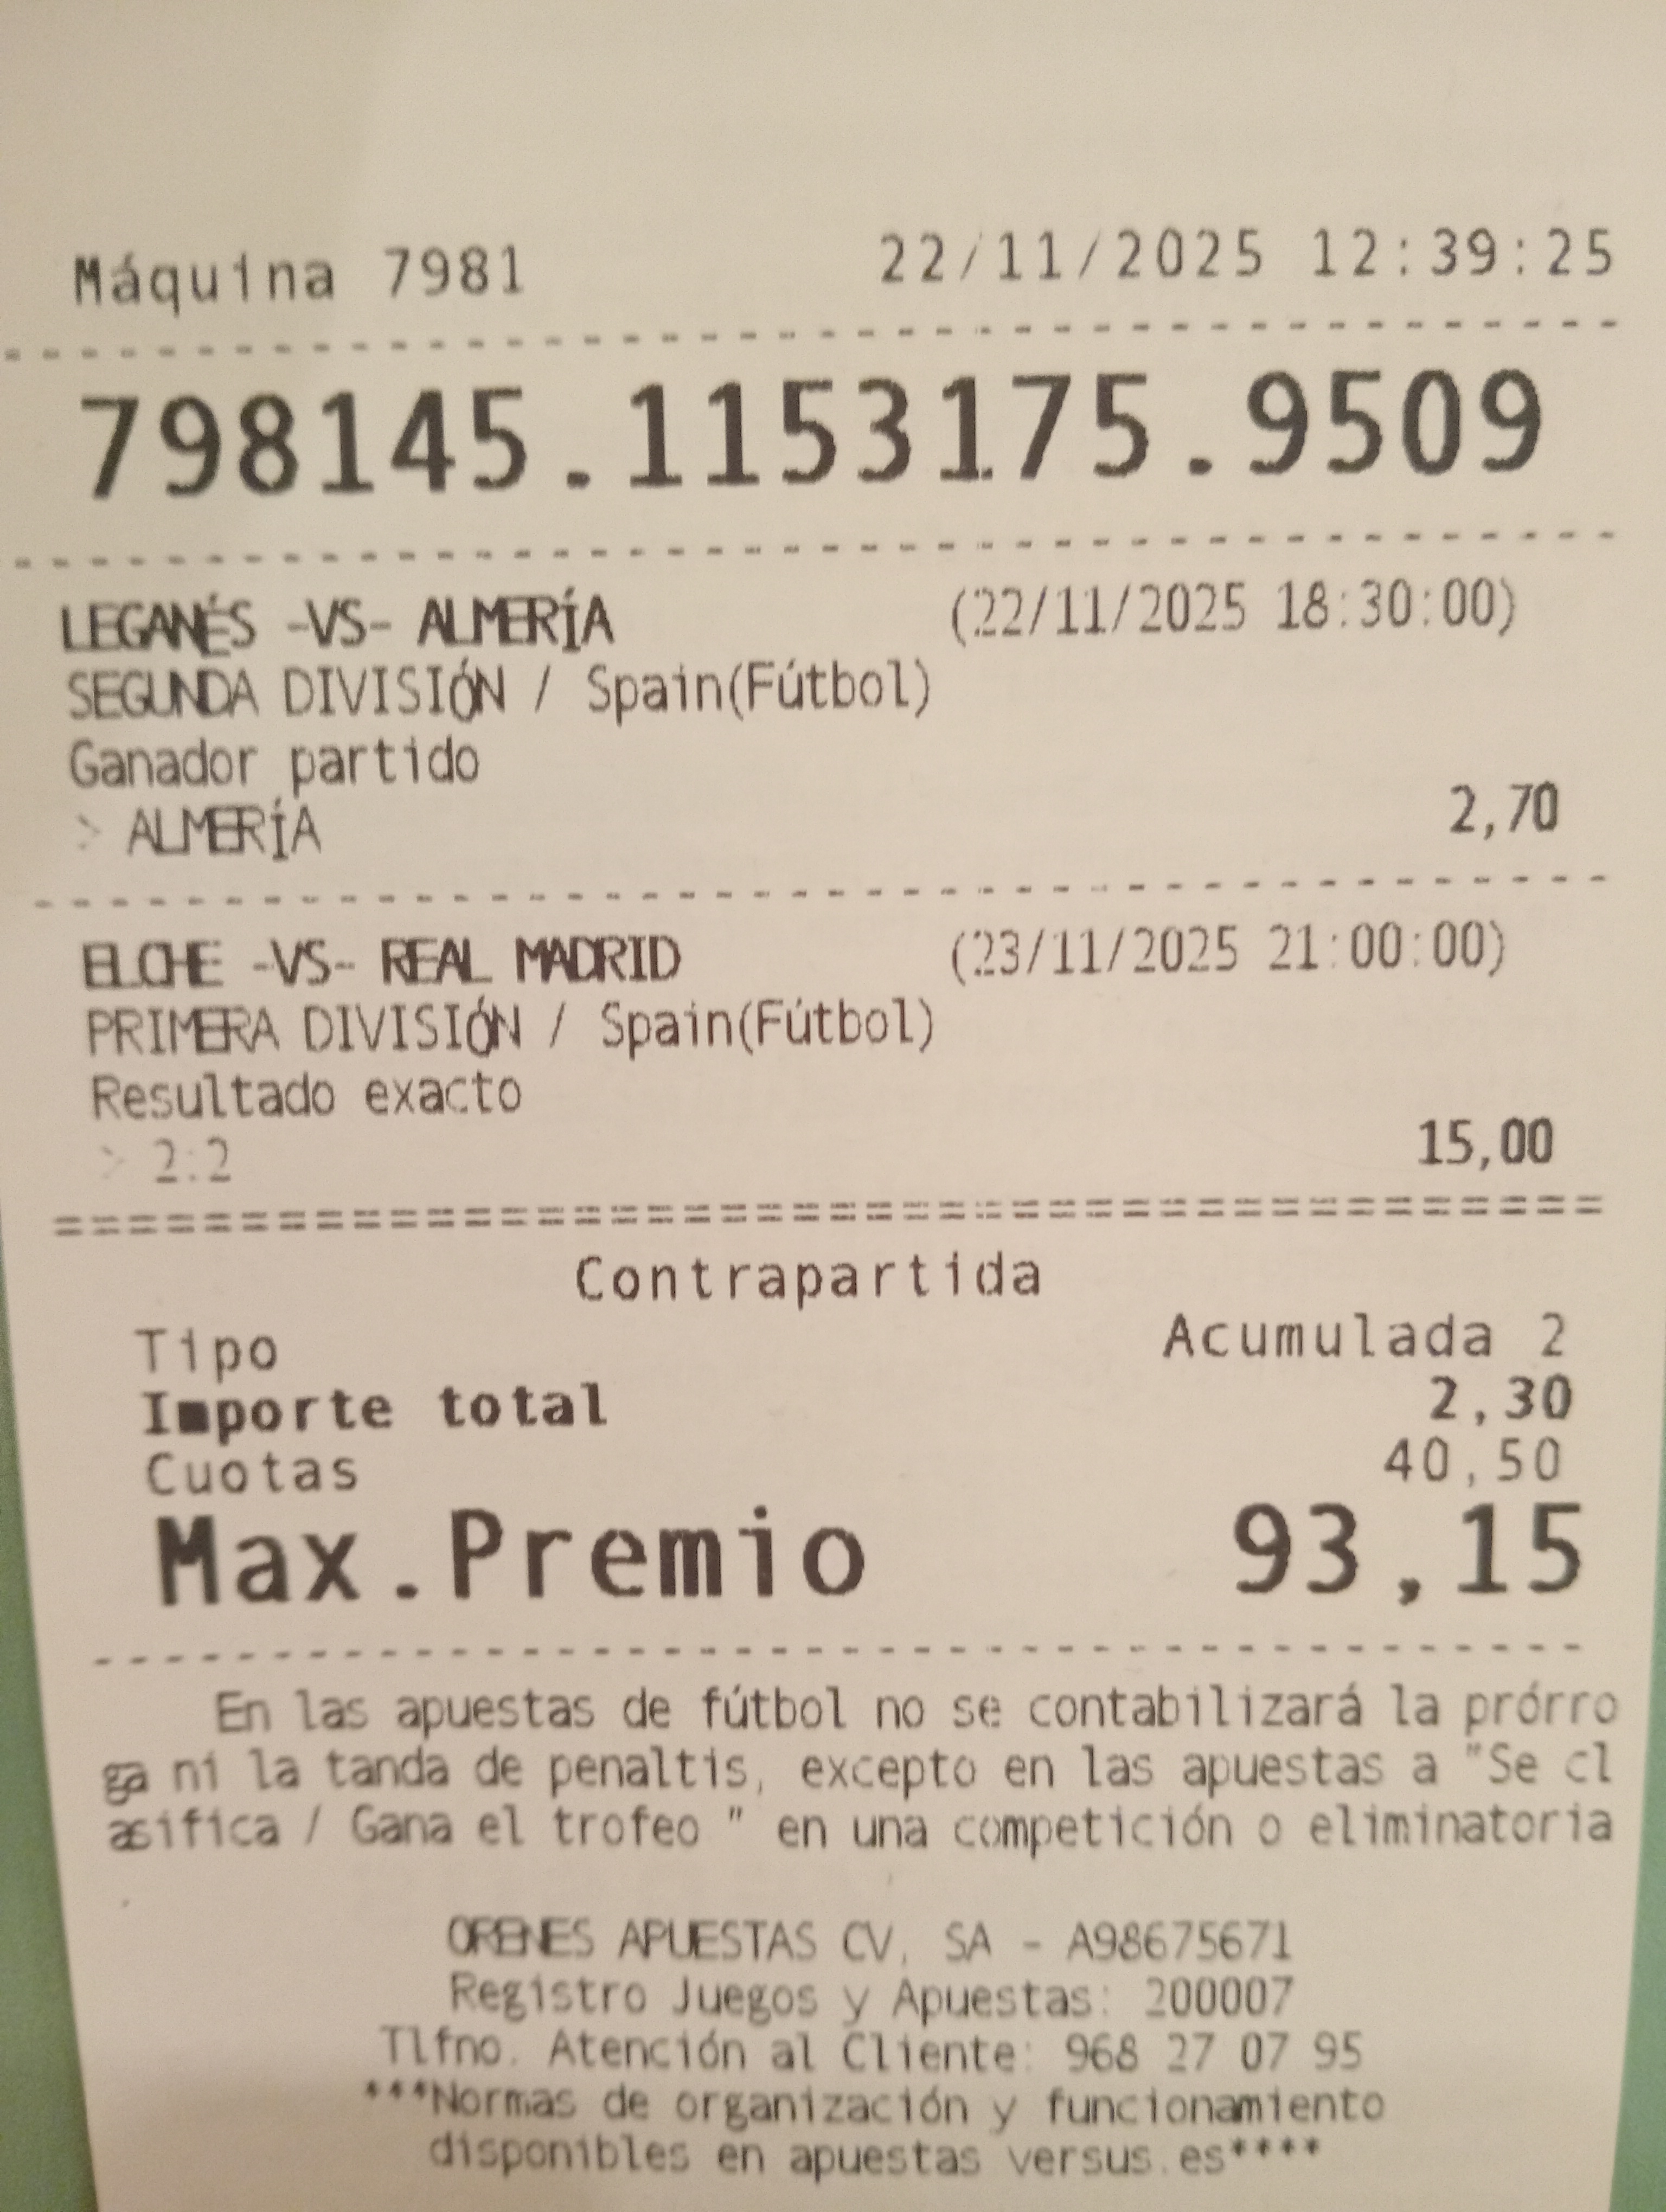 Máquina 7981 22/11/2025 12:39:25
798145.1153175.9509
LEGANÉS -VS- ALMERÍA (22/11/2025 18:30:00)
SEGUNDA DIVISIÓN / Spain(Fútbol)
Ganador partido
> ALMERÍA 2,70
ELCHE -VS- REAL MADRID (23/11/2025 21:00:00)
PRIMERA DIVISIÓN / Spain(Fútbol)
Resultado exacto
> 2:2 15,00
Contrapartida
Tipo Acumulada 2
Importe total 2,30
Cuotas 40,50
Max.Premio 93,15
En las apuestas de fútbol no se contabilizará la prórro
ga ni la tanda de penaltis, excepto en las apuestas a "Se cl
asifica / Gana el trofeo " en una competición o eliminatoria
ORENES APUESTAS CV, SA - A98675671
Registro Juegos y Apuestas: 200007
Tlfno. Atención al Cliente: 968 27 07 95
***Normas de organización y funcionamiento
disponibles en apuestas versus.es****